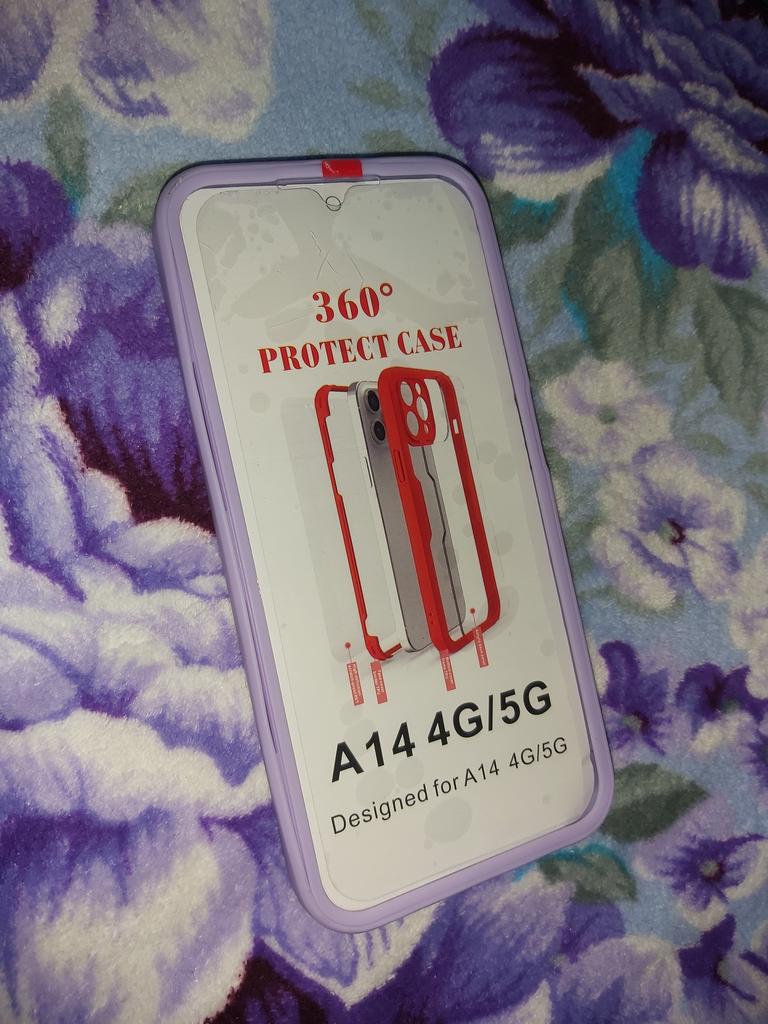 360°
PROTECT CASE
A14 4G/5G
Designed for A14 4G/5G